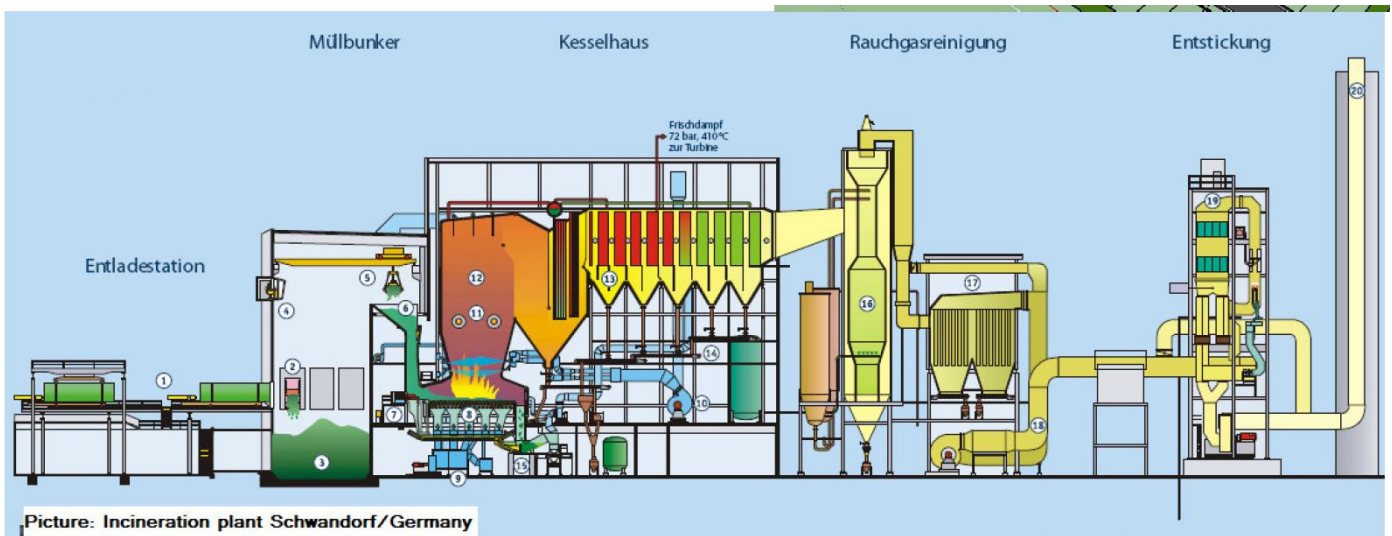 Müllbunker
Kesselhaus
Rauchgasreinigung
Entstickung
Frischdampf
72 bar, 410°C
zur Turbine
Entladestation
1
2
3
4
5
6
7
8
9
10
11
12
13
14
15
16
17
18
19
20
Picture: Incineration plant Schwandorf/Germany